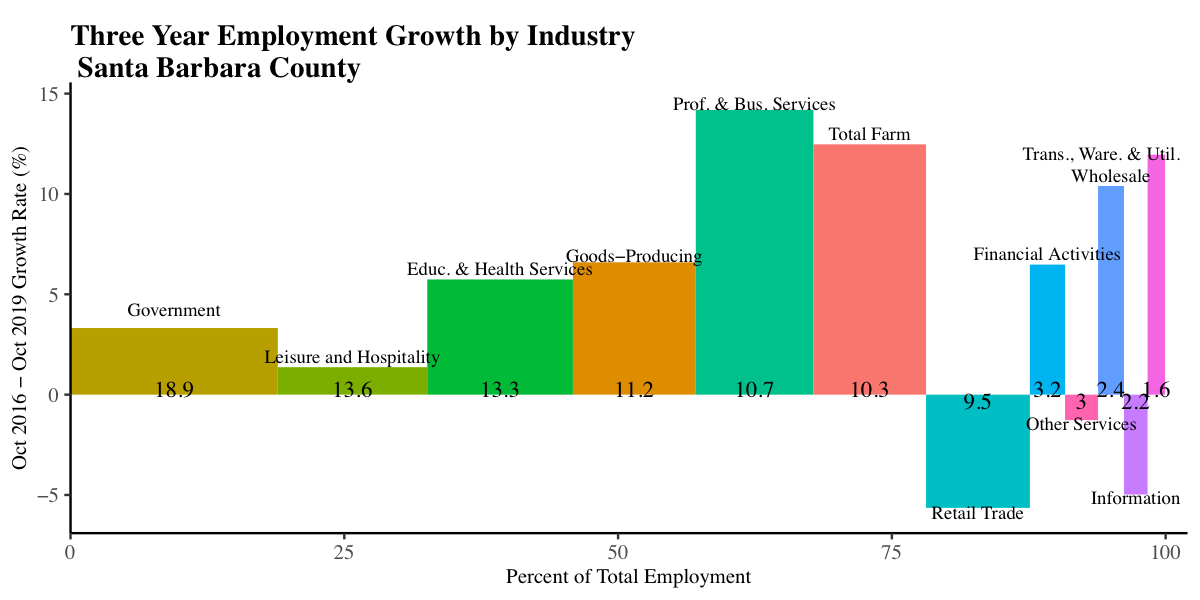 Three Year Employment Growth by Industry
Santa Barbara County
Oct 2016 − Oct 2019 Growth Rate (%)
15
10
5
0
−5
Prof. & Bus. Services
Total Farm
Trans., Ware. & Util.
Wholesale
Goods−Producing
Financial Activities
Educ. & Health Services
Government
Leisure and Hospitality
18.9
13.6
13.3
11.2
10.7
10.3
9.5
3.2
3
2.4
2.2
1.6
Other Services
Information
Retail Trade
0
25
50
75
100
Percent of Total Employment